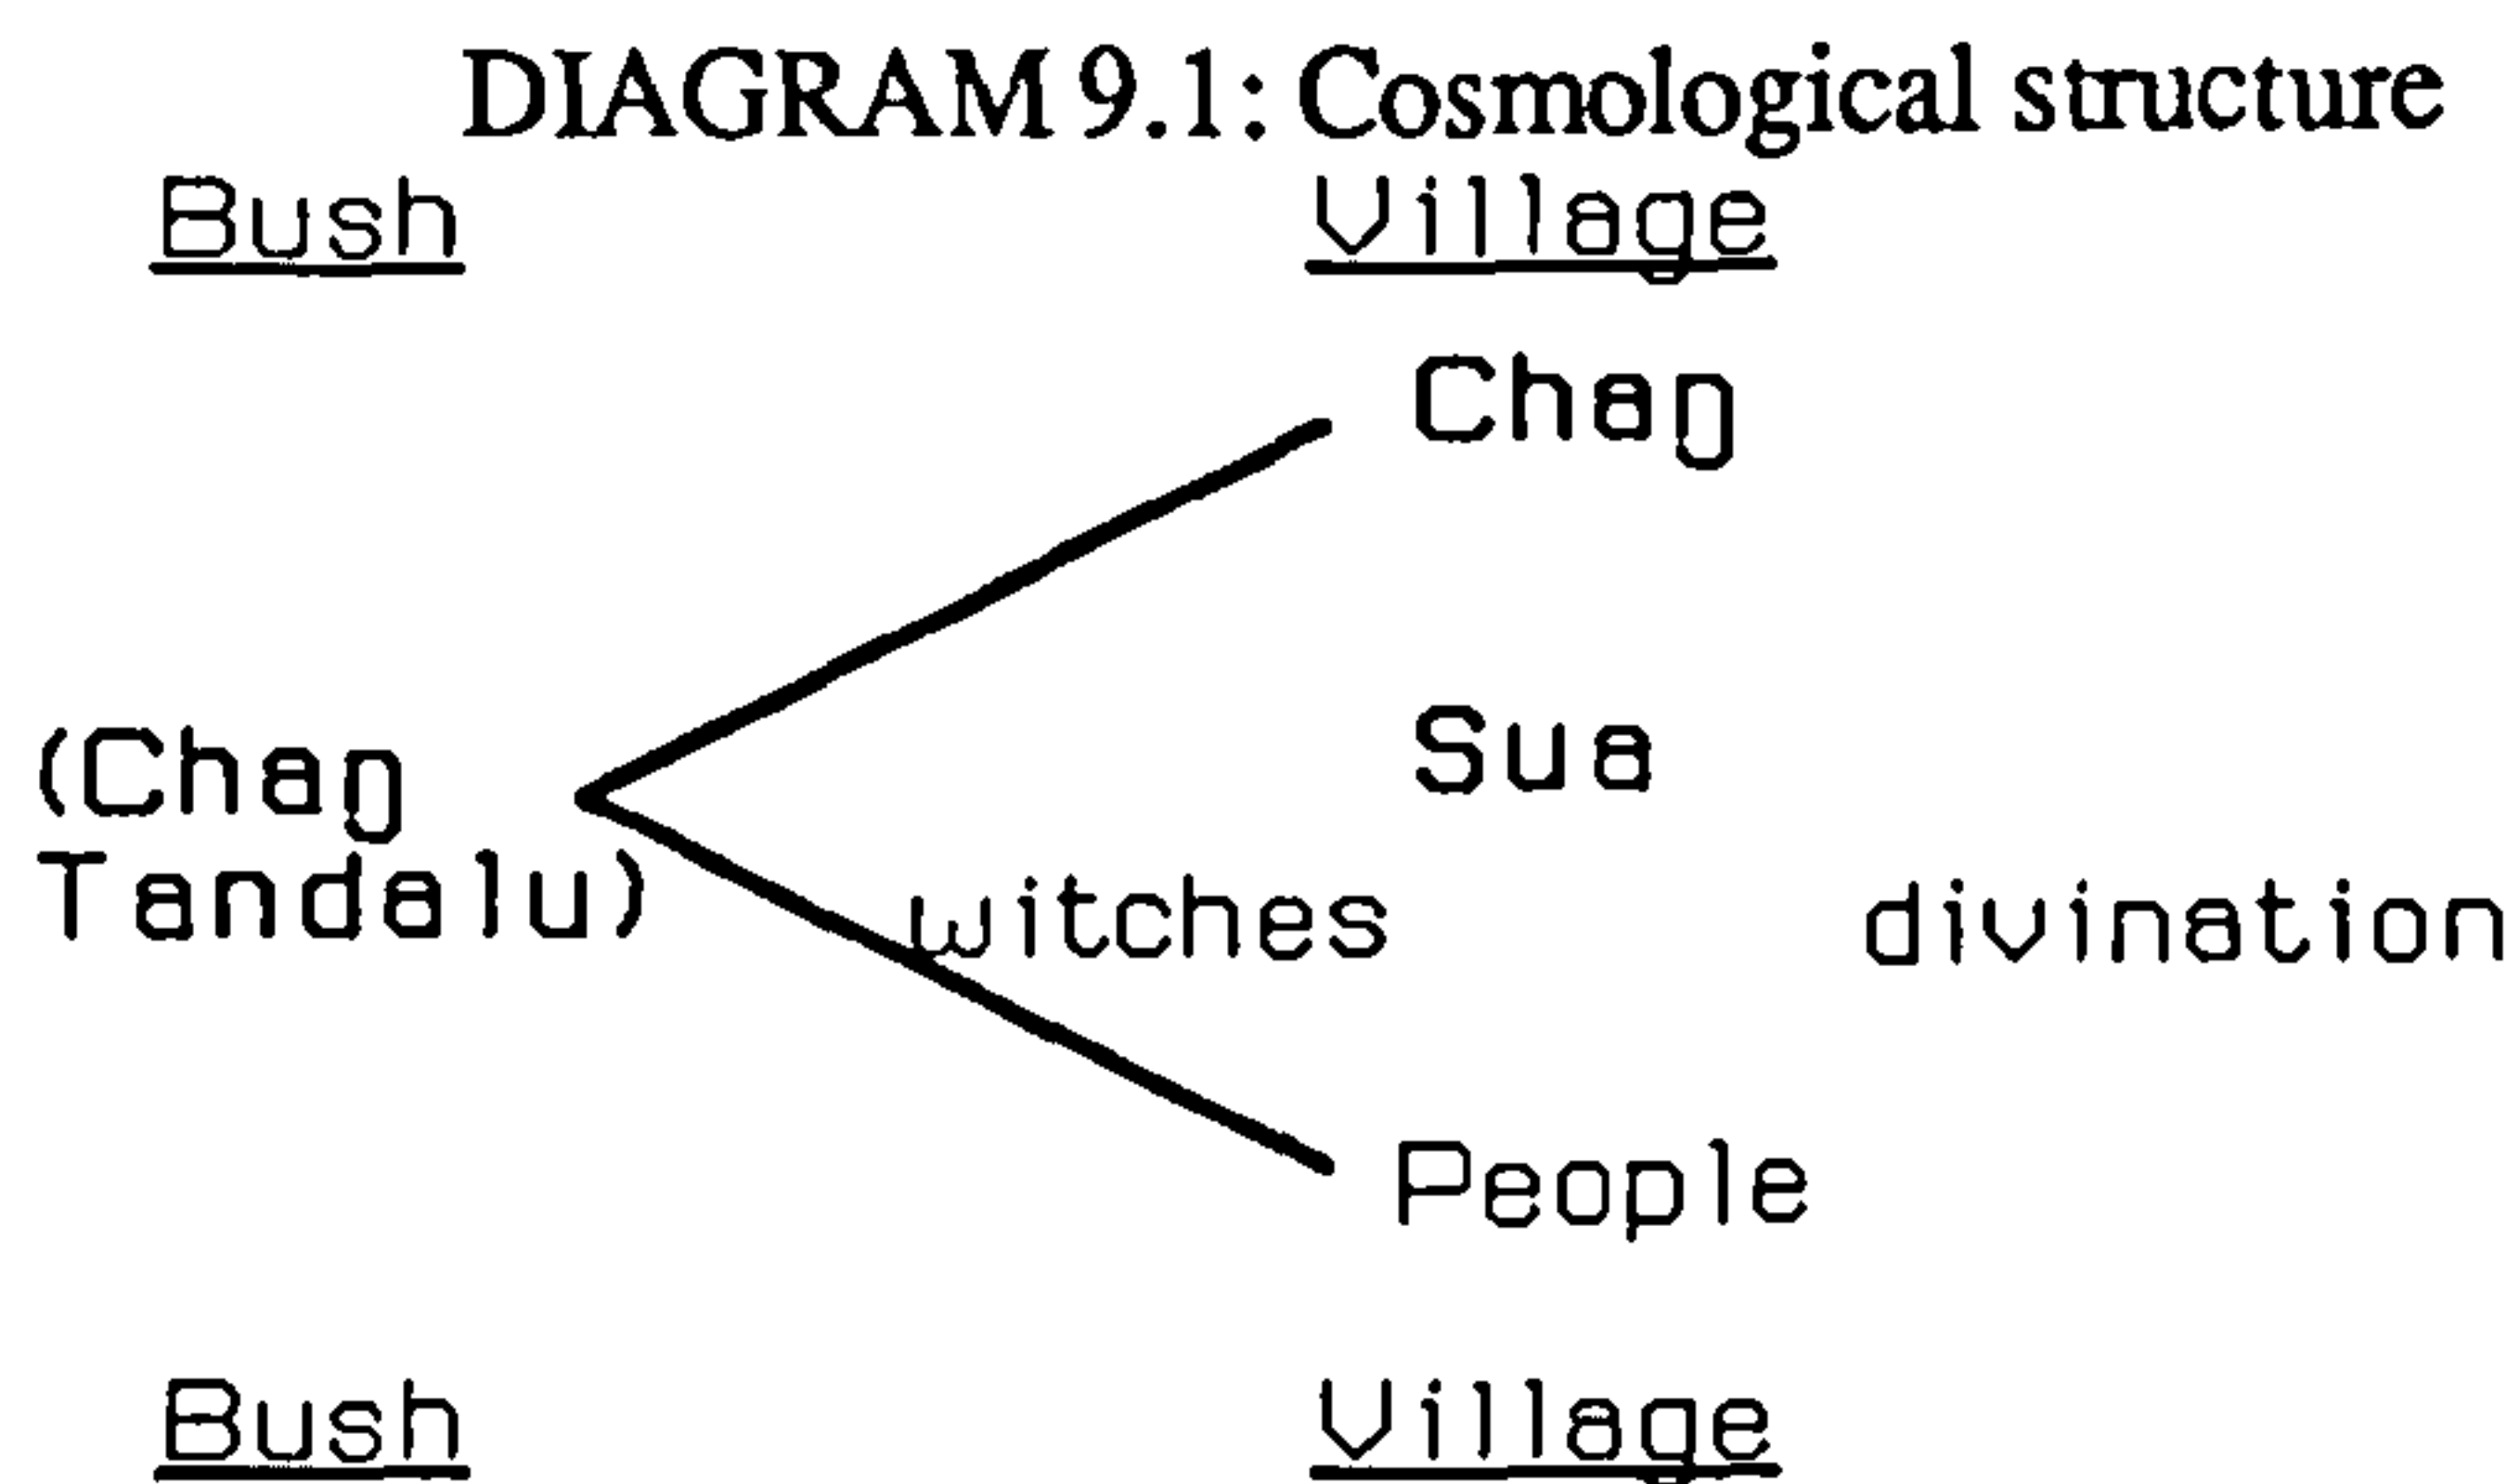 DIAGRAM 9.1: Cosmological structure
Bush Village
Chaŋ
(Chaŋ Sua
Tandalu) witches divination
People
Bush Village